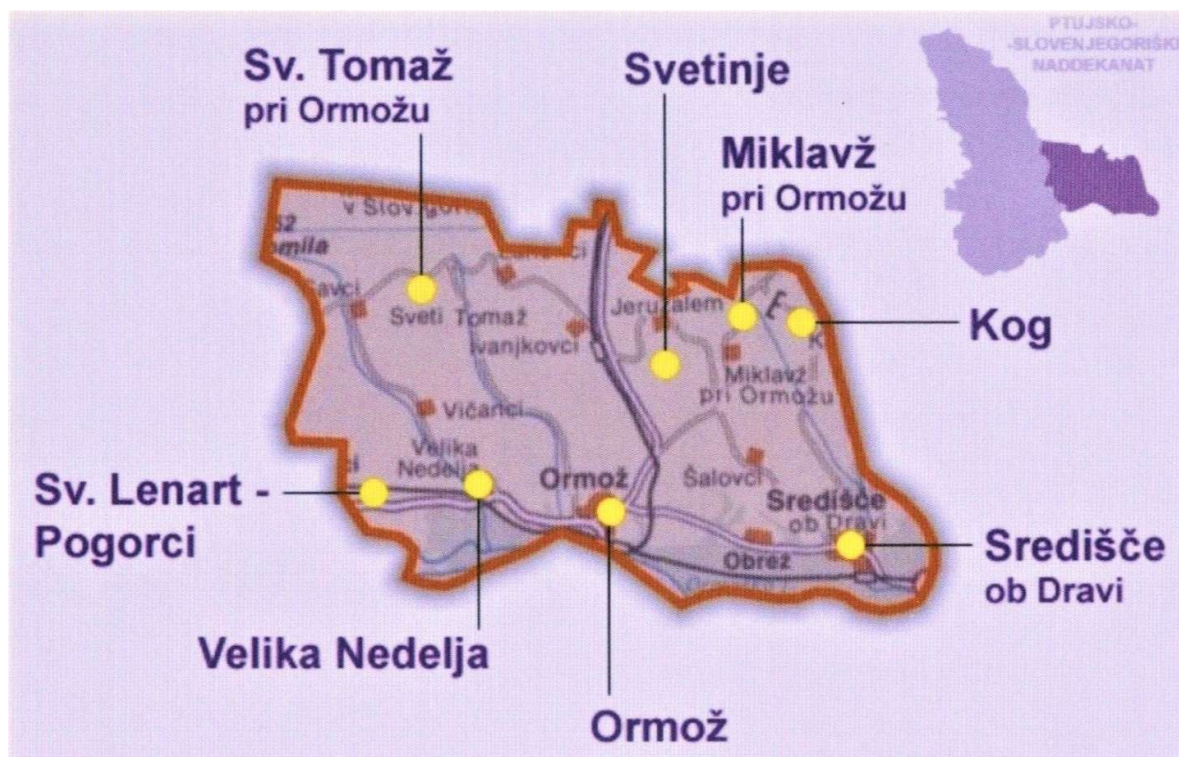 PTUJSKO-
-SLOVENJEGORIŠKI
NADDEKANAT
Sv. Tomaž
pri Ormožu
Svetinje
Miklavž
pri Ormožu
Kog
Sveti Tomaž
Ivanjkovci
Jeruzalem
Miklavž
pri Ormožu
Vičanci
Velika
Nedelja
Ormož
Šalovci
Središče
ob Dravi
Obrež
Sv. Lenart -
Pogorci
Središče
ob Dravi
Velika Nedelja
Ormož